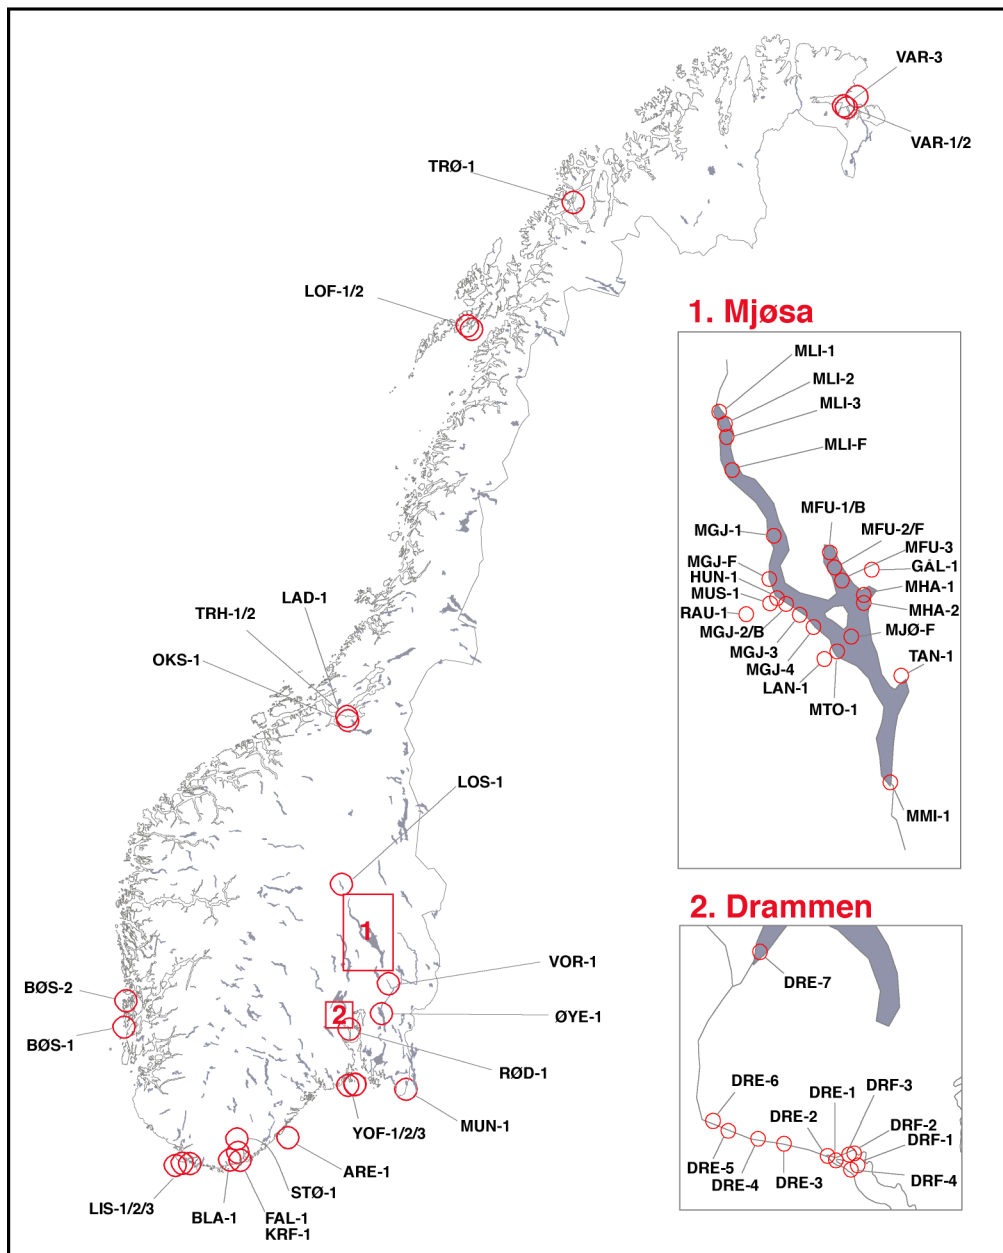 VAR-3
VAR-1/2
TRØ-1
LOF-1/2
1. Mjøsa
MLI-1
MLI-2
MLI-3
MLI-F
MFU-1/B
MFU-2/F
MGJ-1
MFU-3
GÅL-1
MGJ-F
HUN-1
MHA-1
MUS-1
MHA-2
RAU-1
MGJ-2/B
MJØ-F
MGJ-3
TAN-1
MGJ-4
LAN-1
MTO-1
MMI-1
LAD-1
TRH-1/2
OKS-1
LOS-1
1
2. Drammen
VOR-1
DRE-7
BØS-2
2
ØYE-1
BØS-1
RØD-1
DRE-6
DRE-1
DRF-3
DRE-2
DRF-2
DRF-1
DRE-5
DRE-4
DRE-3
DRF-4
YOF-1/2/3
MUN-1
ARE-1
STØ-1
LIS-1/2/3
BLA-1
FAL-1
KRF-1